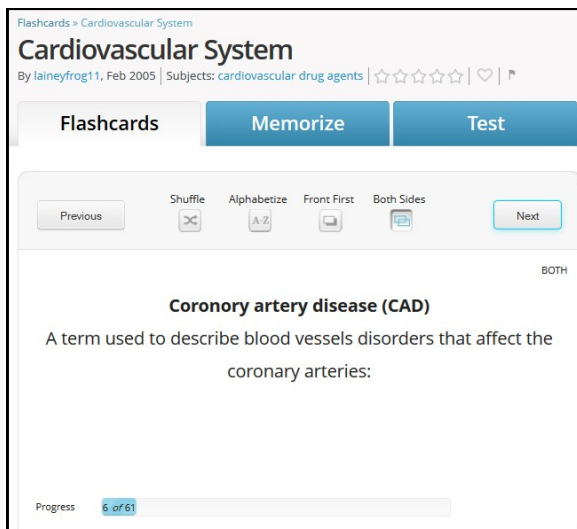 Flashcards » Cardiovascular System
Cardiovascular System
By laineyfrog11, Feb 2005 | Subjects: cardiovascular drug agents
Flashcards Memorize Test
Shuffle Alphabetize Front First Both Sides
Previous A-Z Next
BOTH
Coronory artery disease (CAD)
A term used to describe blood vessels disorders that affect the
coronary arteries:
Progress 6 of 61